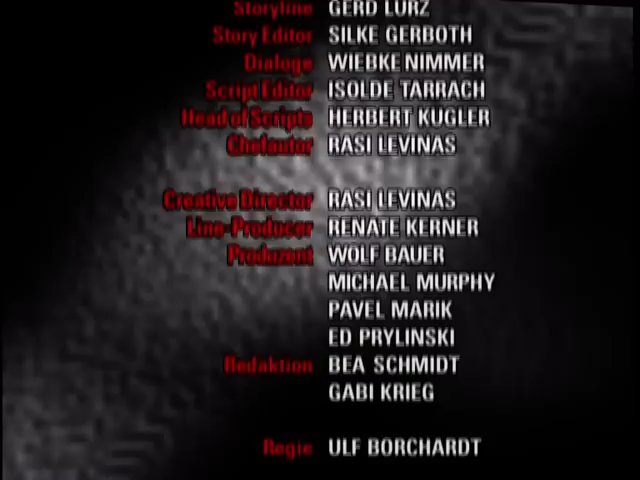 Storyline GERD LURZ
Story Editor SILKE GERBOTH
Dialoge WIEBKE NIMMER
Script Editor ISOLDE TARRACH
Head of Scripts HERBERT KUGLER
Chefautor RASI LEVINAS
Creative Director RASI LEVINAS
Line-Producer RENATE KERNER
Produzent WOLF BAUER
MICHAEL MURPHY
PAVEL MARIK
ED PRYLINSKI
Redaktion BEA SCHMIDT
GABI KRIEG
Regie ULF BORCHARDT